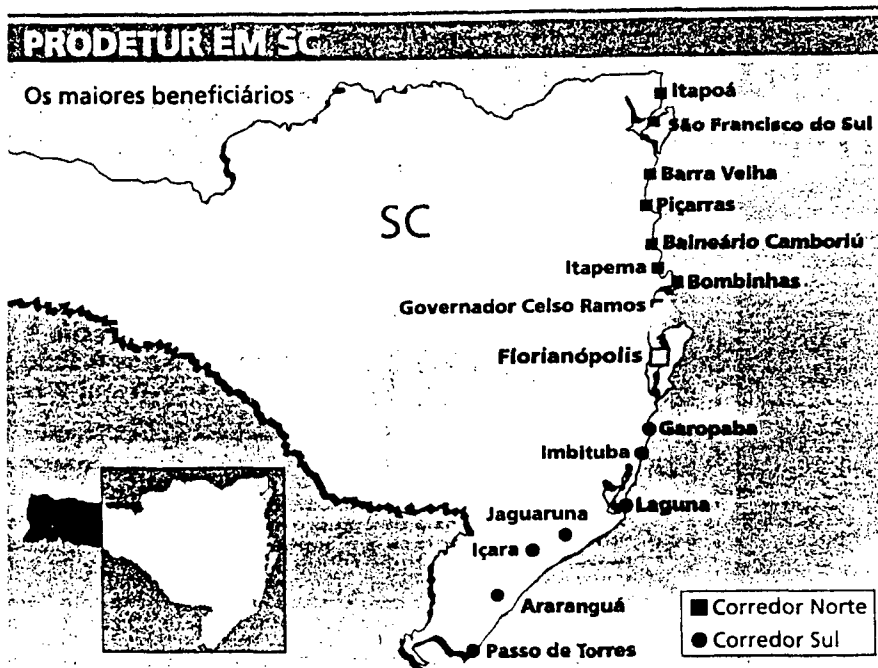 PRODETUR EM SC
Os maiores beneficiários
Itapoá
São Francisco do Sul
Barra Velha
Piçarras
SC
Balneário Camboriú
Itapema
Bombinhas
Governador Celso Ramos
Florianópolis
Garopaba
Imbituba
Laguna
Jaguaruna
Içara
Araranguá
Corredor Norte
Corredor Sul
Passo de Torres